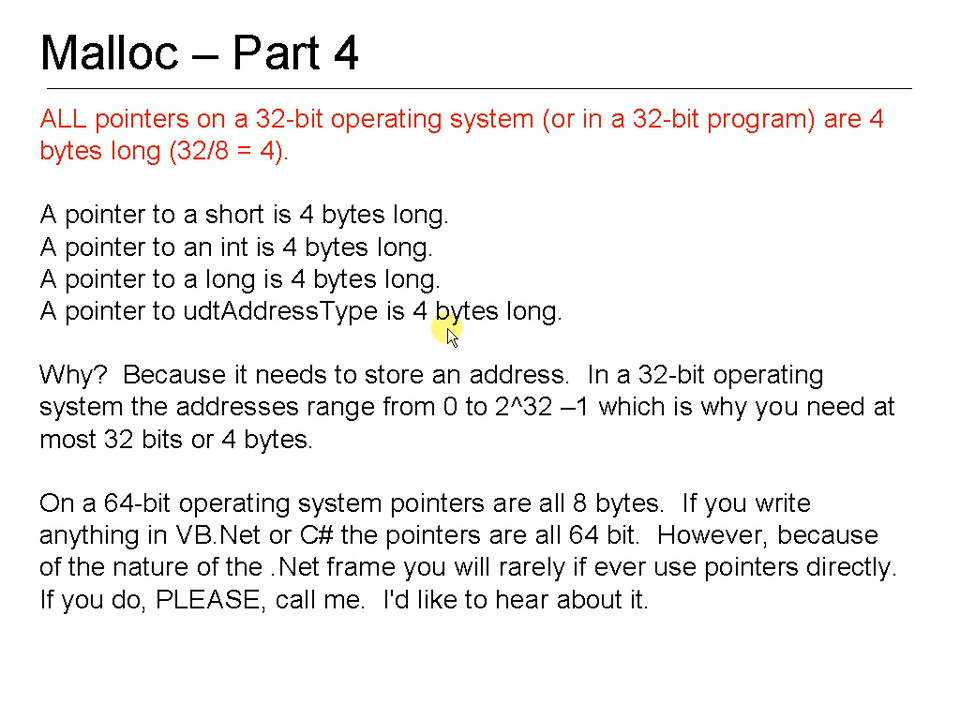 Malloc – Part 4
ALL pointers on a 32-bit operating system (or in a 32-bit program) are 4
bytes long (32/8 = 4).
A pointer to a short is 4 bytes long.
A pointer to an int is 4 bytes long.
A pointer to a long is 4 bytes long.
A pointer to udtAddressType is 4 bytes long.
Why?  Because it needs to store an address.  In a 32-bit operating
system the addresses range from 0 to 2^32 –1 which is why you need at
most 32 bits or 4 bytes.
On a 64-bit operating system pointers are all 8 bytes.  If you write
anything in VB.Net or C# the pointers are all 64 bit.  However, because
of the nature of the .Net frame you will rarely if ever use pointers directly.
If you do, PLEASE, call me.  I'd like to hear about it.